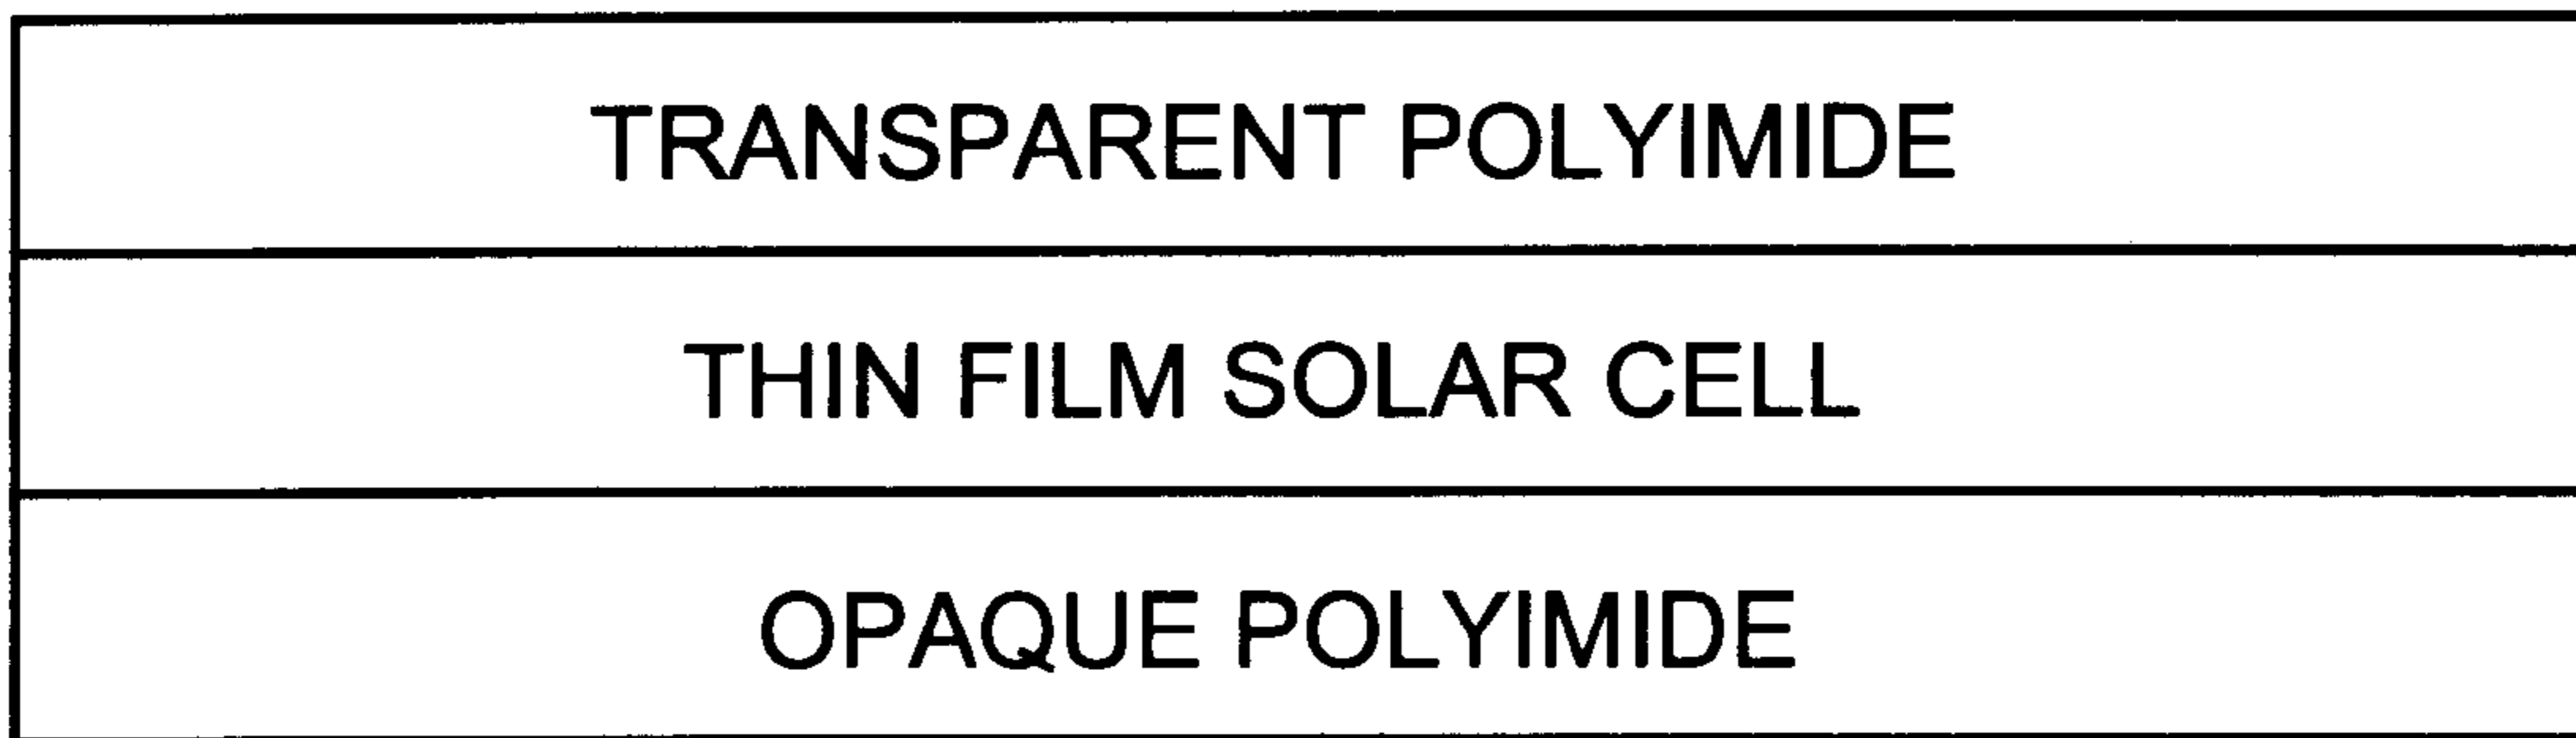 TRANSPARENT POLYIMIDE
THIN FILM SOLAR CELL
OPAQUE POLYIMIDE